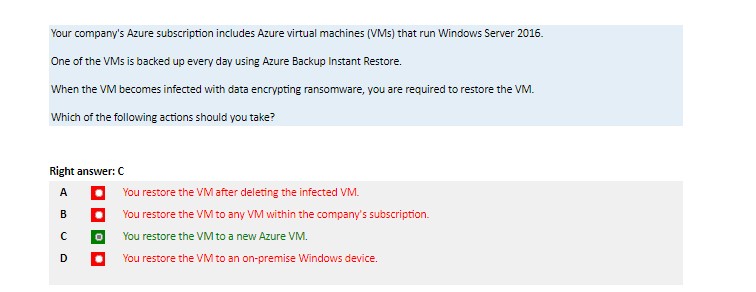 Your company's Azure subscription includes Azure virtual machines (VMs) that run Windows Server 2016.
One of the VMs is backed up every day using Azure Backup Instant Restore.
When the VM becomes infected with data encrypting ransomware, you are required to restore the VM.
Which of the following actions should you take?
Right answer: C
A You restore the VM after deleting the infected VM.
B You restore the VM to any VM within the company's subscription.
C You restore the VM to a new Azure VM.
D You restore the VM to an on-premise Windows device.